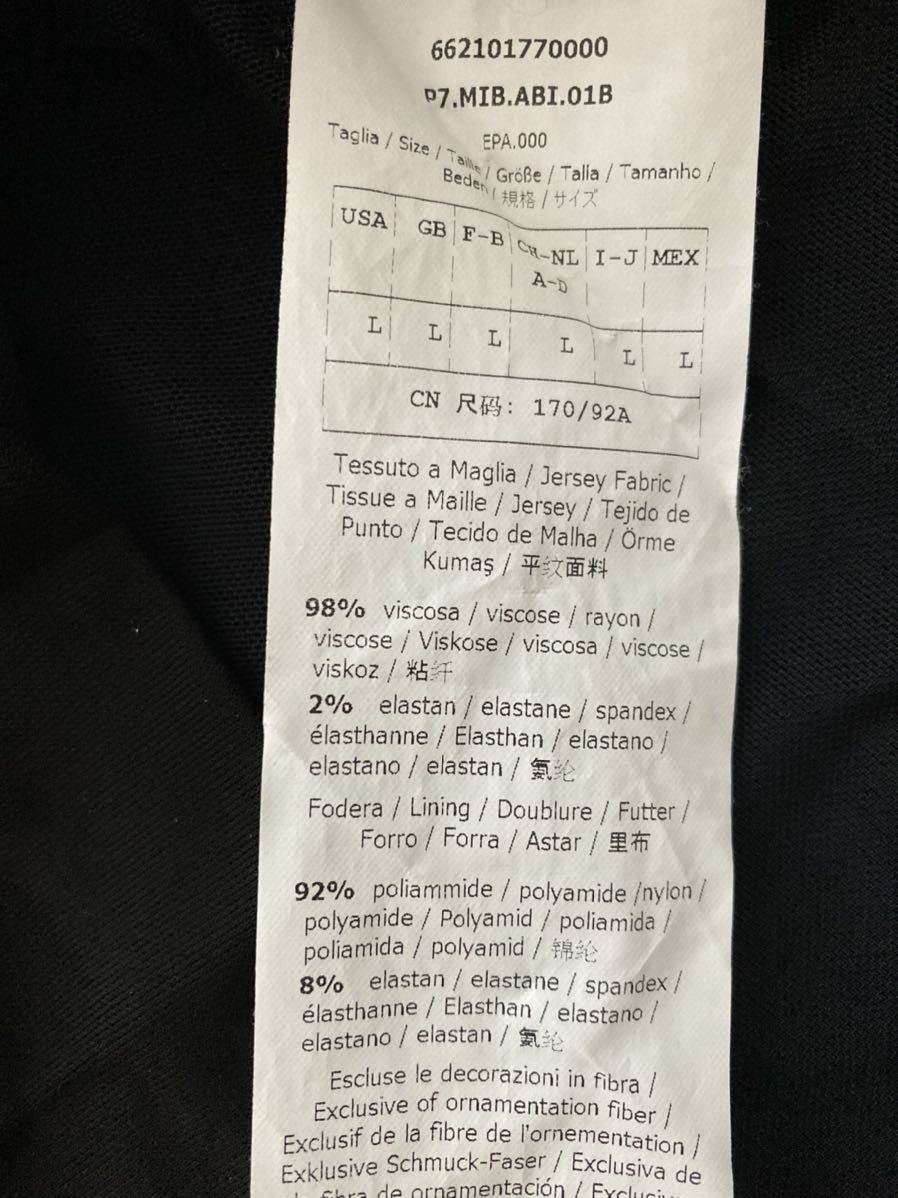 662101770000
P7.MIB.ABI.01B
EPA.000
Taglia / Size / Taille / Größe / Talla / Tamanho /
Beden / 規格 / サイズ
USA GB F-B CH-NL I-J MEX
A-D
L L L L L L
CN 尺码: 170/92A
Tessuto a Maglia / Jersey Fabric /
Tissue a Maille / Jersey / Tejido de
Punto / Tecido de Malha / Örme
Kumaş / 平纹面料
98% viscosa / viscose / rayon /
viscose / Viskose / viscosa / viscose /
viskoz / 粘纤
2% elastan / elastane / spandex /
élasthanne / Elasthan / elastano /
elastano / elastan / 氨纶
Fodera / Lining / Doublure / Futter /
Forro / Forra / Astar / 里布
92% poliammide / polyamide /nylon /
polyamide / Polyamid / poliamida /
poliamida / polyamid / 锦纶
8% elastan / elastane / spandex /
élasthanne / Elasthan / elastano /
elastano / elastan / 氨纶
Escluse le decorazioni in fibra /
Exclusive of ornamentation fiber /
Exclusif de la fibre de l'ornementation /
Exklusive Schmuck-Faser / Exclusiva de
la fibra de ornamentación /